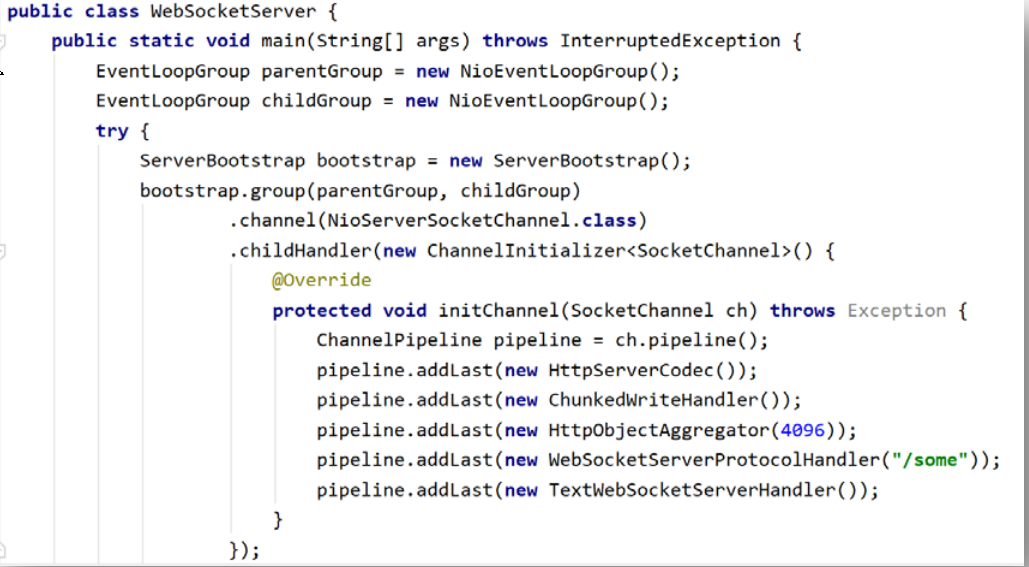 public class WebSocketServer {
public static void main(String[] args) throws InterruptedException {
EventLoopGroup parentGroup = new NioEventLoopGroup();
EventLoopGroup childGroup = new NioEventLoopGroup();
try {
ServerBootstrap bootstrap = new ServerBootstrap();
bootstrap.group(parentGroup, childGroup)
.channel(NioServerSocketChannel.class)
.childHandler(new ChannelInitializer<SocketChannel>() {
@Override
protected void initChannel(SocketChannel ch) throws Exception {
ChannelPipeline pipeline = ch.pipeline();
pipeline.addLast(new HttpServerCodec());
pipeline.addLast(new ChunkedWriteHandler());
pipeline.addLast(new HttpObjectAggregator(4096));
pipeline.addLast(new WebSocketServerProtocolHandler("/some"));
pipeline.addLast(new TextWebSocketServerHandler());
}
});